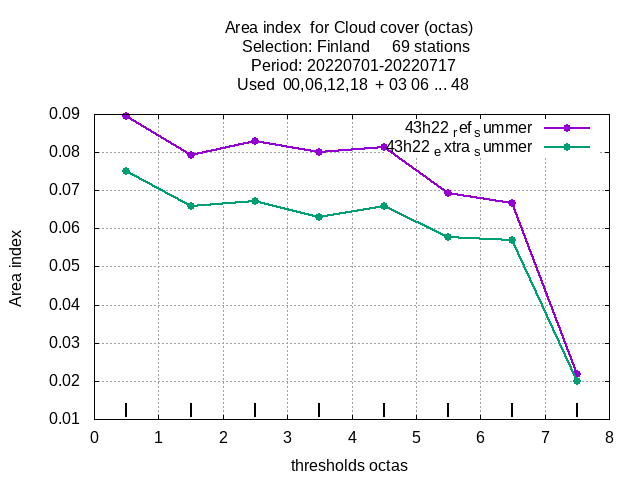 Area index  for Cloud cover (octas)
Selection: Finland     69 stations
Period: 20220701-20220717
Used  00,06,12,18  + 03 06 ... 48
43h22 ref summer
43h22 extra summer
0.09
0.08
0.07
0.06
0.05
0.04
0.03
0.02
0.01
Area index
0 1 2 3 4 5 6 7 8
thresholds octas